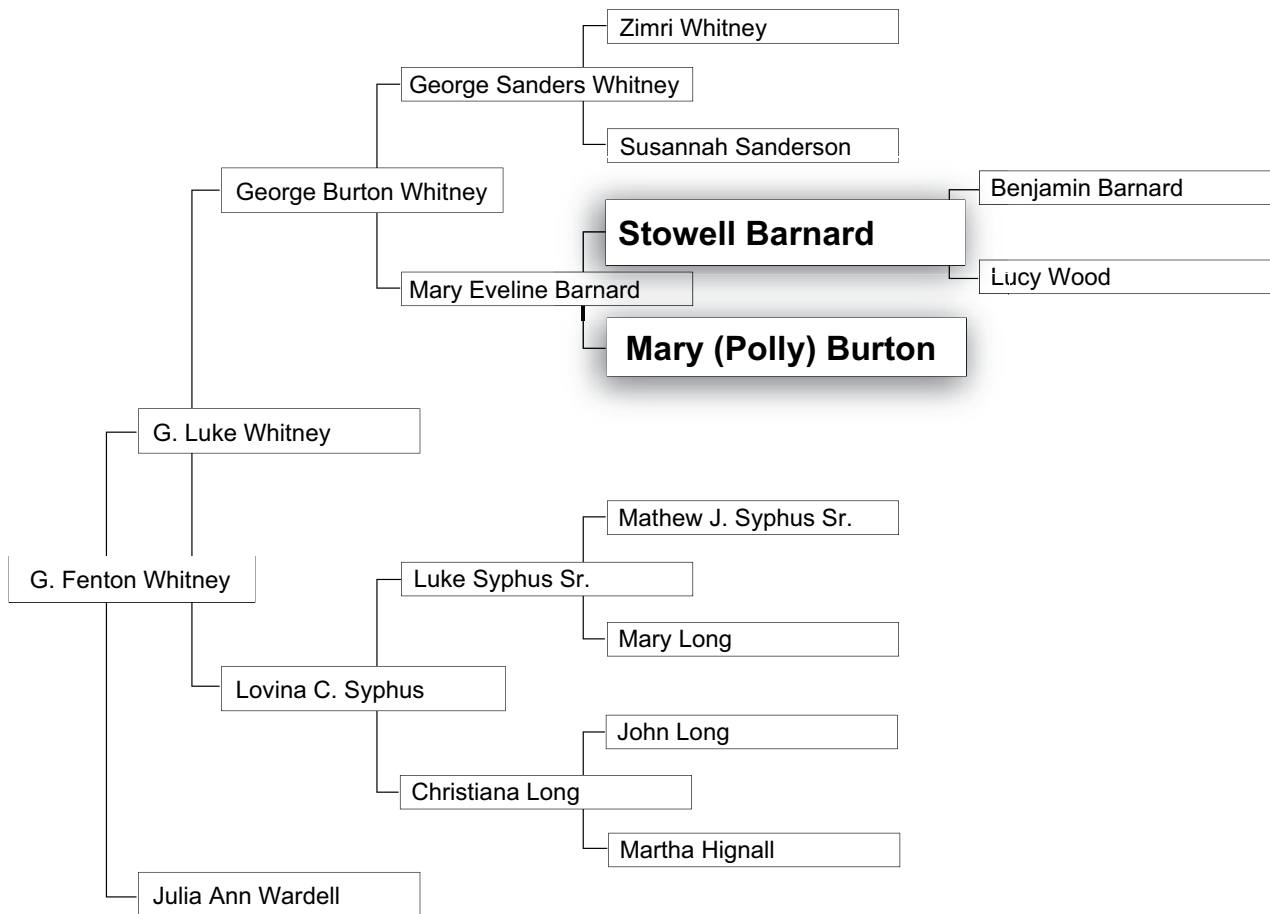 Zimri Whitney
George Sanders Whitney
Susannah Sanderson
Benjamin Barnard
George Burton Whitney
Stowell Barnard
Lucy Wood
Mary Eveline Barnard
Mary (Polly) Burton
G. Luke Whitney
Mathew J. Syphus Sr.
G. Fenton Whitney
Luke Syphus Sr.
Mary Long
Lovina C. Syphus
John Long
Christiana Long
Martha Hignall
Julia Ann Wardell